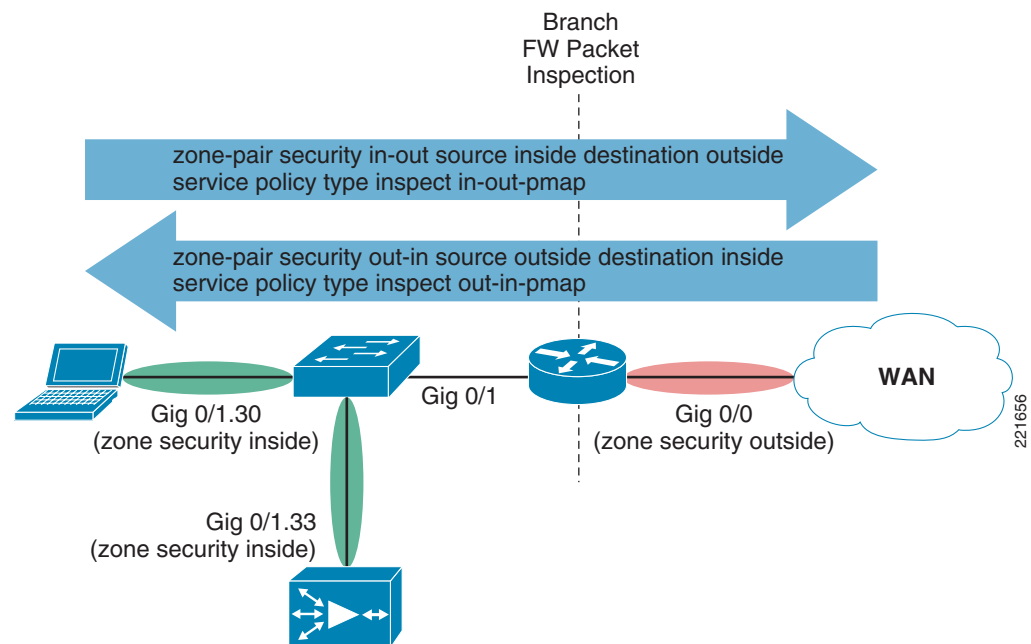 Branch
FW Packet
Inspection
zone-pair security in-out source inside destination outside
service policy type inspect in-out-pmap
zone-pair security out-in source outside destination inside
service policy type inspect out-in-pmap
Gig 0/1
WAN
Gig 0/1.30
(zone security inside)
Gig 0/0
(zone security outside)
221656
Gig 0/1.33
(zone security inside)